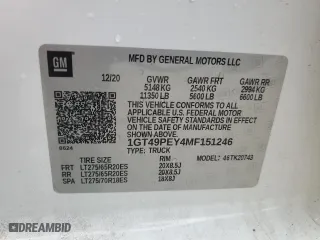 GM
MFD BY GENERAL MOTORS LLC
12/20 GVWR GAWR FRT GAWR RR
5148 KG 2540 KG 2994 KG
11350 LB 5600 LB 6600 LB
THIS VEHICLE CONFORMS TO ALL APPLICABLE U.S. FEDERAL MOTOR VEHICLE SAFETY STANDARDS IN EFFECT ON THE DATE OF MANUFACTURE SHOWN ABOVE.
1GT49PEY4MF151246
TYPE: TRUCK
MODEL: 46TK20743
6624
TIRE SIZE RIM
FRT LT275/65R20ES 20X8.5J
RR LT275/65R20ES 20X8.5J
SPA LT275/70R18ES 18X8J